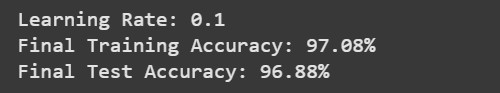 Learning Rate: 0.1
Final Training Accuracy: 97.08%
Final Test Accuracy: 96.88%